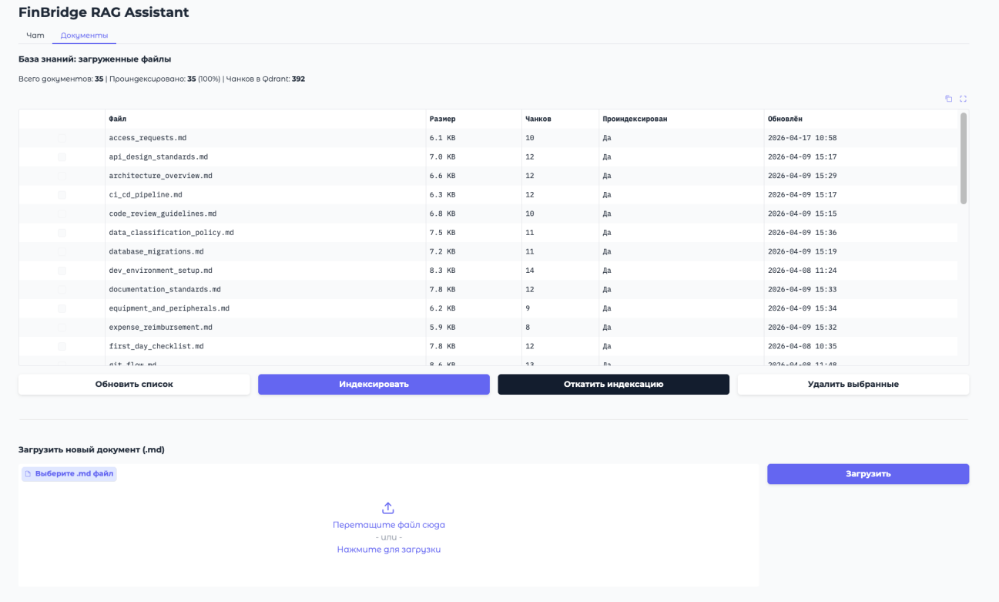 FinBridge RAG Assistant
Чат Документы
База знаний: загруженные файлы
Всего документов: 35 | Проиндексировано: 35 (100%) | Чанков в Qdrant: 392
Файл Размер Чанков Проиндексирован Обновлён
access_requests.md 6.1 KB 10 Да 2026-04-17 10:58
api_design_standards.md 7.0 KB 12 Да 2026-04-09 15:17
architecture_overview.md 6.6 KB 12 Да 2026-04-09 15:29
ci_cd_pipeline.md 6.3 KB 12 Да 2026-04-09 15:17
code_review_guidelines.md 6.8 KB 10 Да 2026-04-09 15:15
data_classification_policy.md 7.5 KB 11 Да 2026-04-09 15:36
database_migrations.md 7.2 KB 11 Да 2026-04-09 15:19
dev_environment_setup.md 8.3 KB 14 Да 2026-04-08 11:24
documentation_standards.md 7.8 KB 12 Да 2026-04-09 15:33
equipment_and_peripherals.md 6.2 KB 9 Да 2026-04-09 15:34
expense_reimbursement.md 5.9 KB 8 Да 2026-04-09 15:32
first_day_checklist.md 7.8 KB 12 Да 2026-04-08 10:35
git_flow.md 8.6 KB 13 Да 2026-04-08 11:48
Обновить список Индексировать Откатить индексацию Удалить выбранные
Загрузить новый документ (.md)
Выберите .md файл Загрузить
Перетащите файл сюда
- или -
Нажмите для загрузки